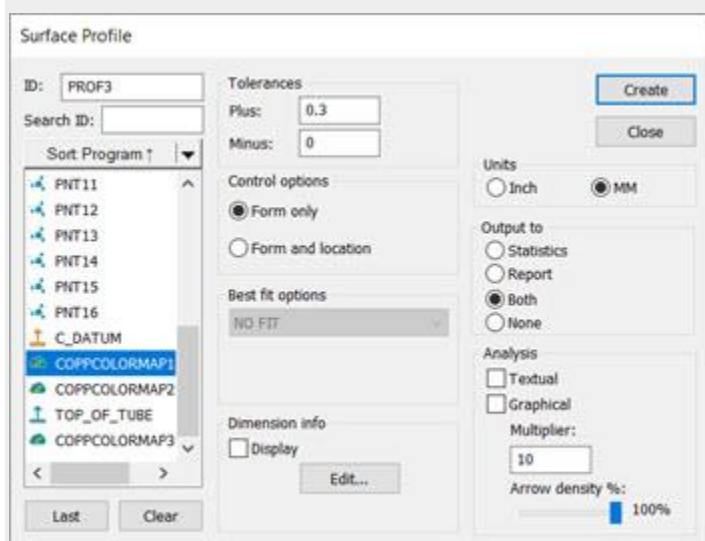 Surface Profile
ID: PROF3
Search ID:
Sort Program ↑
PNT11
PNT12
PNT13
PNT14
PNT15
PNT16
C_DATUM
COPPCOLORMAP1
COPPCOLORMAP2
TOP_OF_TUBE
COPPCOLORMAP3
Last Clear
Tolerances
Plus: 0.3
Minus: 0
Control options
Form only
Form and location
Best fit options
NO FIT
Dimension info
Display
Edit...
Create
Close
Units
Inch MM
Output to
Statistics
Report
Both
None
Analysis
Textual
Graphical
Multiplier:
10
Arrow density %:
100%